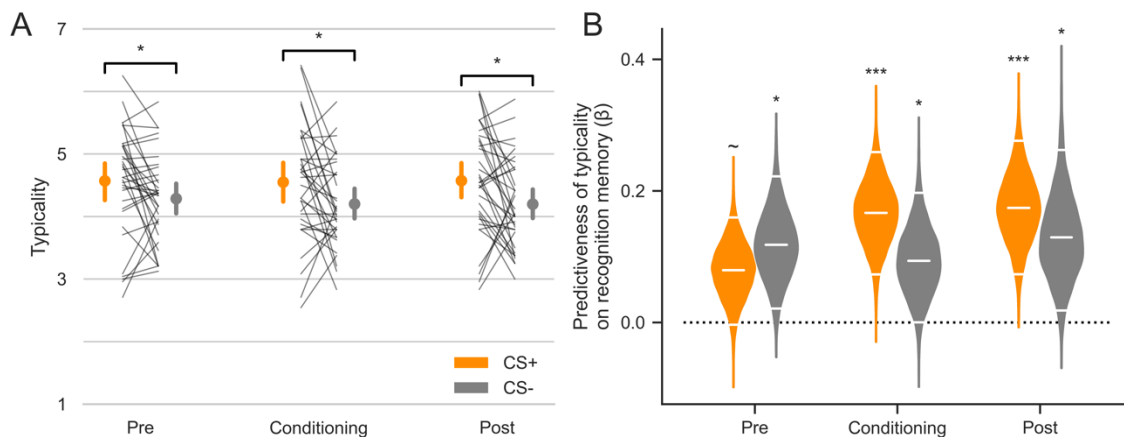 A
Typicality
7
5
3
1
*
*
*
CS+
CS-
Pre
Conditioning
Post
B
Predictiveness of typicality
on recognition memory (β)
0.4
0.2
0.0
~
*
***
*
***
*
Pre
Conditioning
Post